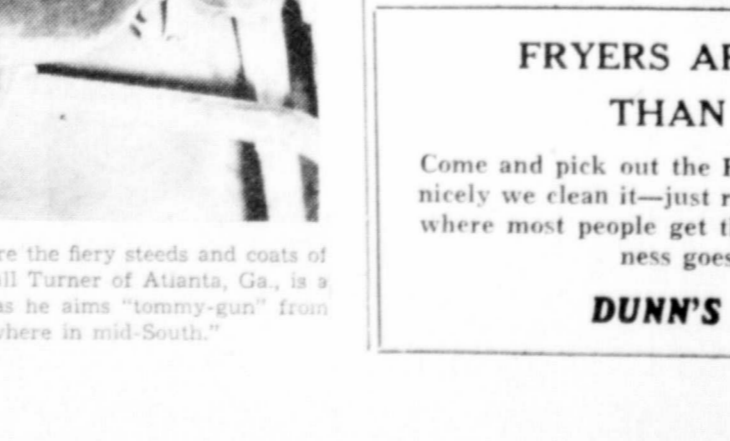 re the fiery steeds and coats of
ll Turner of Atlanta, Ga., is a
as he aims "tommy-gun" from
where in mid-South."
FRYERS
THAN
Come and pick out the
nicely we clean it—just
where most people get
ness goes
DUNN'S